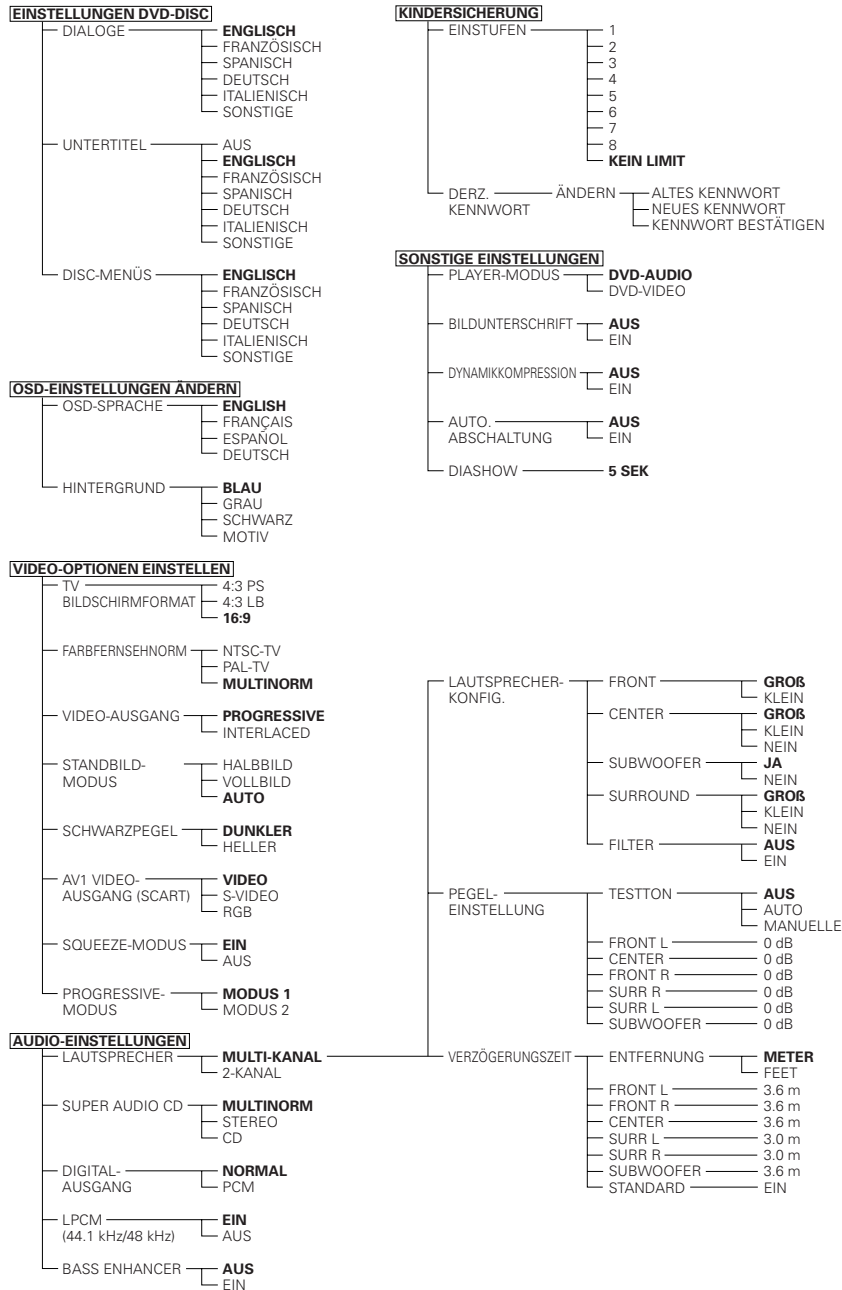 EINSTELLUNGEN DVD-DISC
DIALOGE
ENGLISCH
FRANZÖSISCH
SPANISCH
DEUTSCH
ITALIENISCH
SONSTIGE
UNTERTITEL
AUS
ENGLISCH
FRANZÖSISCH
SPANISCH
DEUTSCH
ITALIENISCH
SONSTIGE
DISC-MENÜS
ENGLISCH
FRANZÖSISCH
SPANISCH
DEUTSCH
ITALIENISCH
SONSTIGE
OSD-EINSTELLUNGEN ÄNDERN
OSD-SPRACHE
ENGLISH
FRANÇAIS
ESPAÑOL
DEUTSCH
HINTERGRUND
BLAU
GRAU
SCHWARZ
MOTIV
VIDEO-OPTIONEN EINSTELLEN
TV
BILDSCHIRMFORMAT
4:3 PS
4:3 LB
16:9
FARBFERNSEHNORM
NTSC-TV
PAL-TV
MULTINORM
VIDEO-AUSGANG
PROGRESSIVE
INTERLACED
STANDBILD-
MODUS
HALBBILD
VOLLBILD
AUTO
SCHWARZPEGEL
DUNKLER
HELLER
AV1 VIDEO-
AUSGANG (SCART)
VIDEO
S-VIDEO
RGB
SQUEEZE-MODUS
EIN
AUS
PROGRESSIVE-
MODUS
MODUS 1
MODUS 2
AUDIO-EINSTELLUNGEN
LAUTSPRECHER
MULTI-KANAL
2-KANAL
SUPER AUDIO CD
MULTINORM
STEREO
CD
DIGITAL-
AUSGANG
NORMAL
PCM
LPCM
(44.1 kHz/48 kHz)
EIN
AUS
BASS ENHANCER
AUS
EIN
KINDERSICHERUNG
EINSTUFEN
1
2
3
4
5
6
7
8
KEIN LIMIT
DERZ.
KENNWORT
ÄNDERN
ALTES KENNWORT
NEUES KENNWORT
KENNWORT BESTÄTIGEN
SONSTIGE EINSTELLUNGEN
PLAYER-MODUS
DVD-AUDIO
DVD-VIDEO
BILDUNTERSCHRIFT
AUS
EIN
DYNAMIKKOMPRESSION
AUS
EIN
AUTO.
ABSCHALTUNG
AUS
EIN
DIASHOW
5 SEK
LAUTSPRECHER-
KONFIG.
FRONT
GROß
KLEIN
CENTER
GROß
KLEIN
NEIN
SUBWOOFER
JA
NEIN
SURROUND
GROß
KLEIN
NEIN
FILTER
AUS
EIN
PEGEL-
EINSTELLUNG
TESTTON
AUS
AUTO
MANUELLE
FRONT L 0 dB
CENTER 0 dB
FRONT R 0 dB
SURR R 0 dB
SURR L 0 dB
SUBWOOFER 0 dB
VERZÖGERUNGSZEIT
ENTFERNUNG
METER
FEET
FRONT L 3.6 m
FRONT R 3.6 m
CENTER 3.6 m
SURR L 3.0 m
SURR R 3.0 m
SUBWOOFER 3.6 m
STANDARD EIN